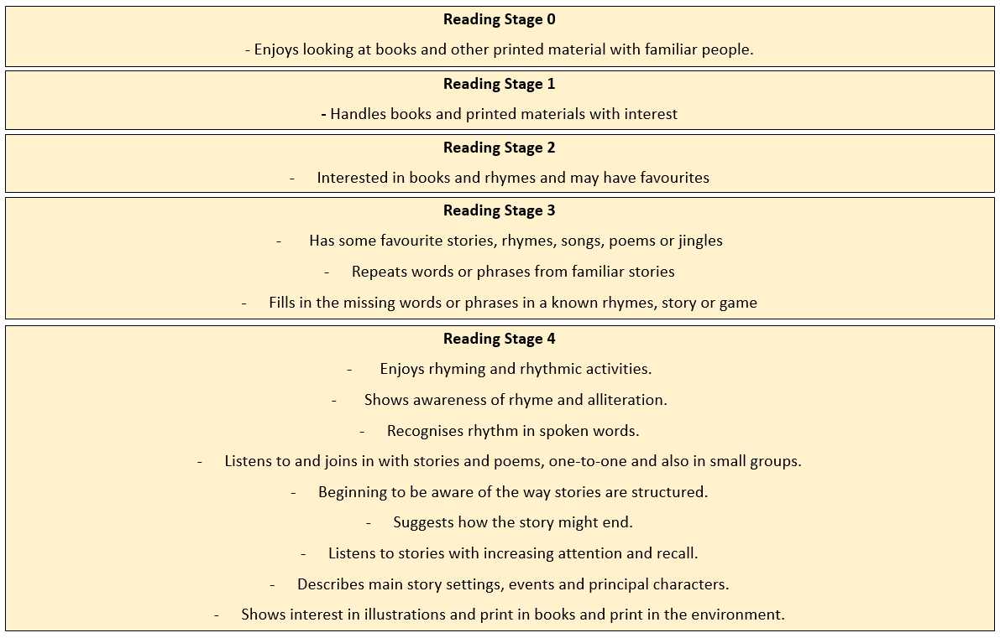 Reading Stage 0
- Enjoys looking at books and other printed material with familiar people.
Reading Stage 1
- Handles books and printed materials with interest
Reading Stage 2
- Interested in books and rhymes and may have favourites
Reading Stage 3
- Has some favourite stories, rhymes, songs, poems or jingles
- Repeats words or phrases from familiar stories
- Fills in the missing words or phrases in a known rhymes, story or game
Reading Stage 4
- Enjoys rhyming and rhythmic activities.
- Shows awareness of rhyme and alliteration.
- Recognises rhythm in spoken words.
- Listens to and joins in with stories and poems, one-to-one and also in small groups.
- Beginning to be aware of the way stories are structured.
- Suggests how the story might end.
- Listens to stories with increasing attention and recall.
- Describes main story settings, events and principal characters.
- Shows interest in illustrations and print in books and print in the environment.